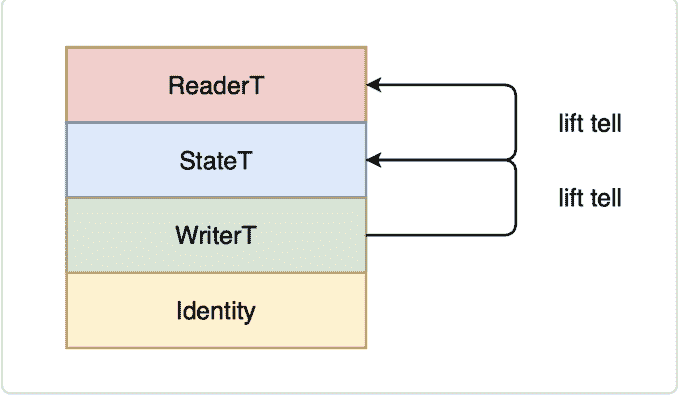 ReaderT
lift tell
StateT
lift tell
WriterT
Identity